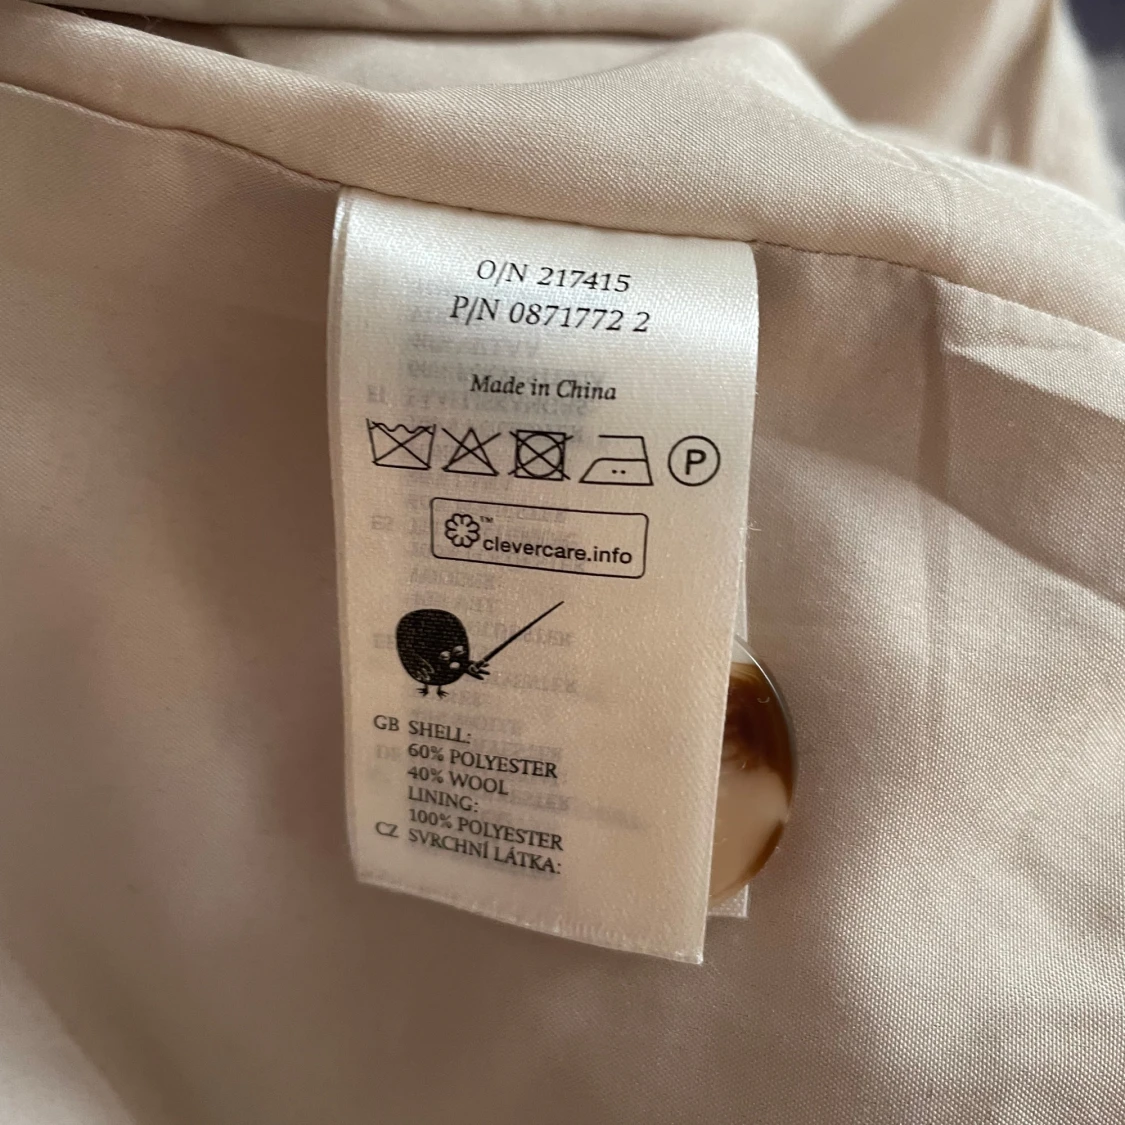 O/N 217415
P/N 0871772 2
Made in China
P
™
clevercare.info
GB SHELL:
60% POLYESTER
40% WOOL
LINING:
100% POLYESTER
CZ SVRCHNÍ LÁTKA: